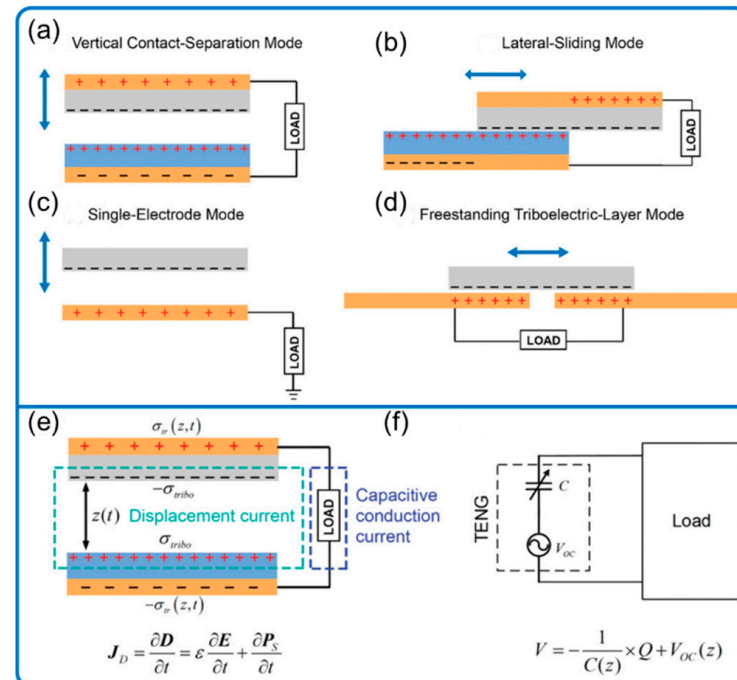 (a)
Vertical Contact-Separation Mode
+ + + + + + + +
LOAD
(b)
Lateral-Sliding Mode
LOAD
(c)
Single-Electrode Mode
LOAD
(d)
Freestanding Triboelectric-Layer Mode
LOAD
(e)
σ_tr(z,t)
−σ_tribo
z(t) Displacement current
σ_tribo
−σ_tr(z,t)
LOAD
Capacitive
conduction
current
J_D = ∂D/∂t = ε ∂E/∂t + ∂P_S/∂t
(f)
TENG
C
V_OC
Load
V = −1/C(z) × Q + V_OC(z)